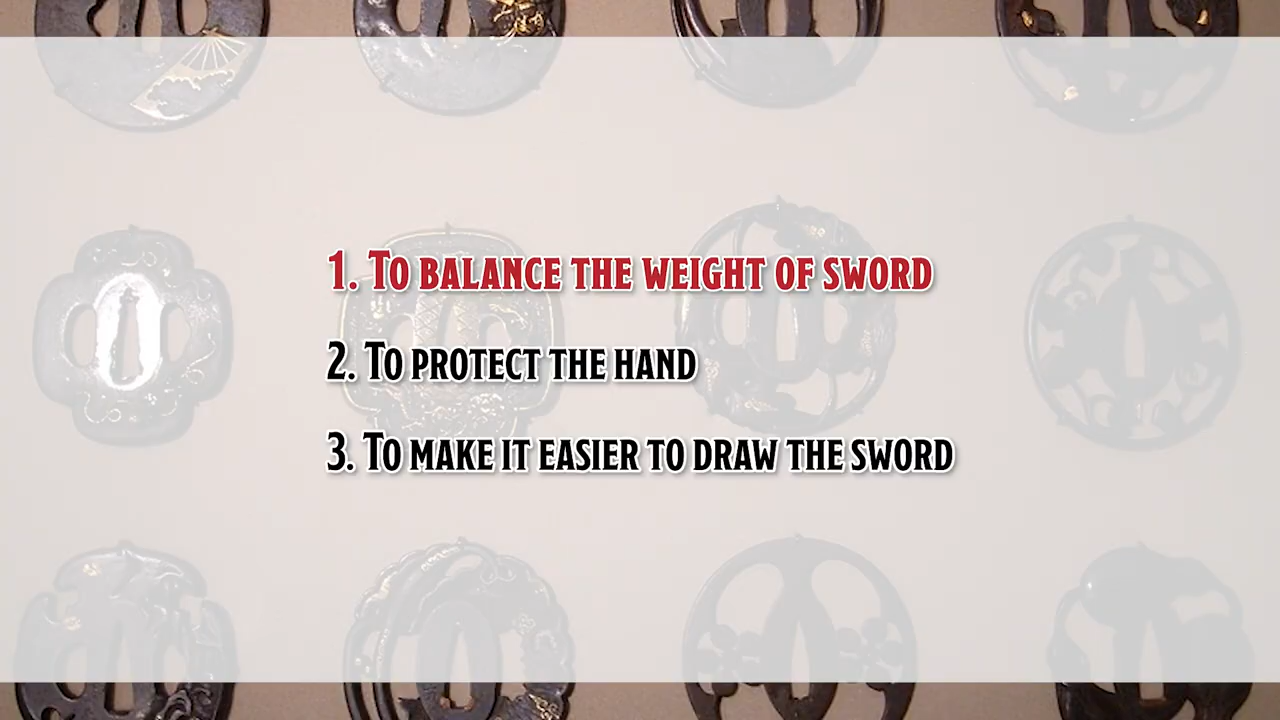 1. To balance the weight of sword
2. To protect the hand
3. To make it easier to draw the sword